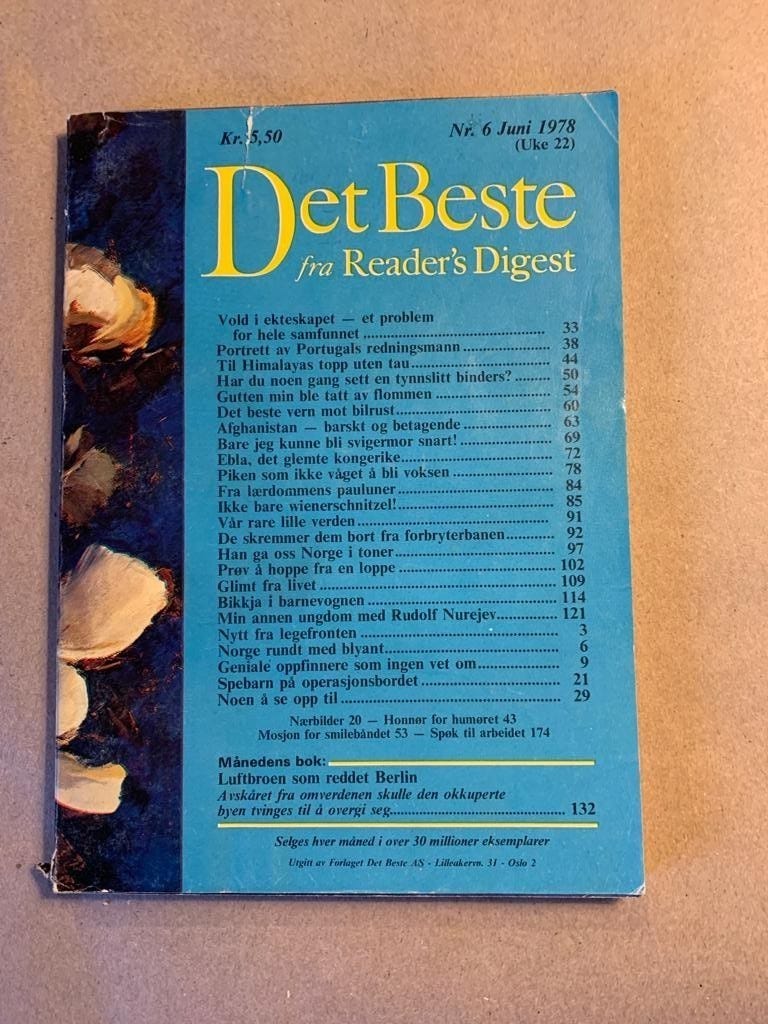 Kr. 5,50
Nr. 6 Juni 1978
(Uke 22)
Det Beste
fra Reader's Digest
Vold i ekteskapet — et problem
for hele samfunnet ........ 33
Portrett av Portugals redningsmann ........ 38
Til Himalayas topp uten tau ........ 44
Har du noen gang sett en tynnslitt binders? ........ 50
Gutten min ble tatt av flommen ........ 54
Det beste vern mot bilrust ........ 60
Afghanistan — barskt og betagende ........ 63
Bare jeg kunne bli svigermor snart! ........ 69
Ebla, det glemte kongerike ........ 72
Piken som ikke våget å bli voksen ........ 78
Fra lærdommens pauluner ........ 84
Ikke bare wienerschnitzel! ........ 85
Vår rare lille verden ........ 91
De skremmer dem bort fra forbryterbanen ........ 92
Han ga oss Norge i toner ........ 97
Prøv å hoppe fra en loppe ........ 102
Glimt fra livet ........ 109
Bikkja i barnevognen ........ 114
Min annen ungdom med Rudolf Nurejev ........ 121
Nytt fra legefronten ........ 3
Norge rundt med blyant ........ 6
Geniale oppfinnere som ingen vet om ........ 9
Spebarn på operasjonsbordet ........ 21
Noen å se opp til ........ 29
Nærbilder 20 — Honnør for humøret 43
Mosjon for smilebåndet 53 — Spøk til arbeidet 174
Månedens bok:
Luftbroen som reddet Berlin
Avskåret fra omverdenen skulle den okkuperte
byen tvinges til å overgi seg ........ 132
Selges hver måned i over 30 millioner eksemplarer
Utgitt av Forlaget Det Beste AS - Lilleakervn. 31 - Oslo 2